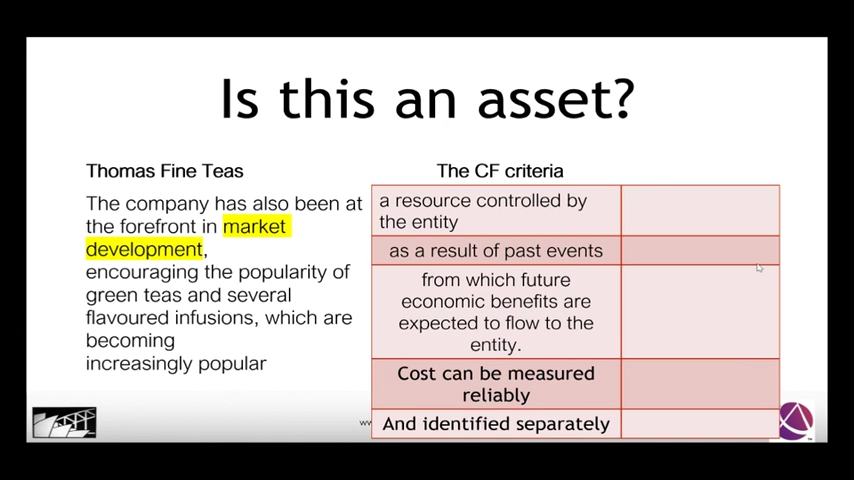 Is this an asset?
Thomas Fine Teas
The company has also been at
the forefront in market
development,
encouraging the popularity of
green teas and several
flavoured infusions, which are
becoming
increasingly popular
The CF criteria
a resource controlled by
the entity
as a result of past events
from which future
economic benefits are
expected to flow to the
entity.
Cost can be measured
reliably
And identified separately